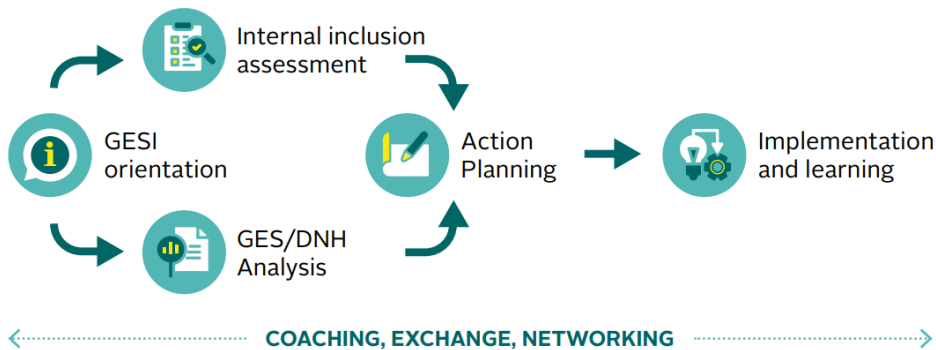 Internal inclusion
assessment
GESI
orientation
Action
Planning
Implementation
and learning
GES/DNH
Analysis
COACHING, EXCHANGE, NETWORKING